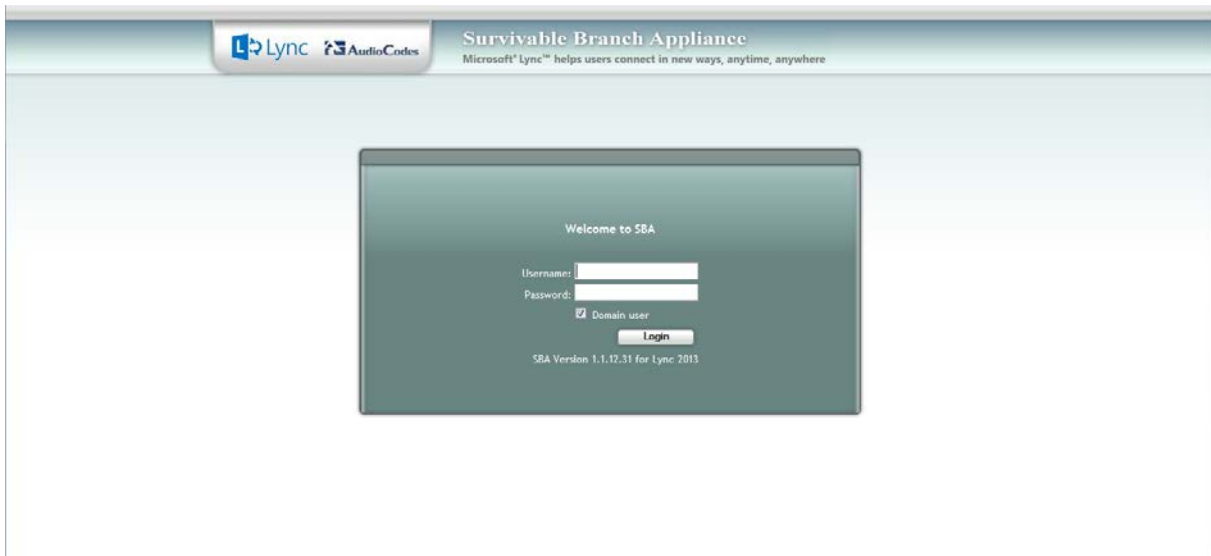 Lync AudioCodes
Survivable Branch Appliance
Microsoft® Lync™ helps users connect in new ways, anytime, anywhere
Welcome to SBA
Username:
Password:
Domain user
Login
SBA Version 1.1.12.31 for Lync 2013